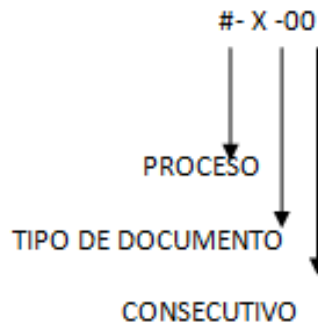 #- X -00
PROCESO
TIPO DE DOCUMENTO
CONSECUTIVO